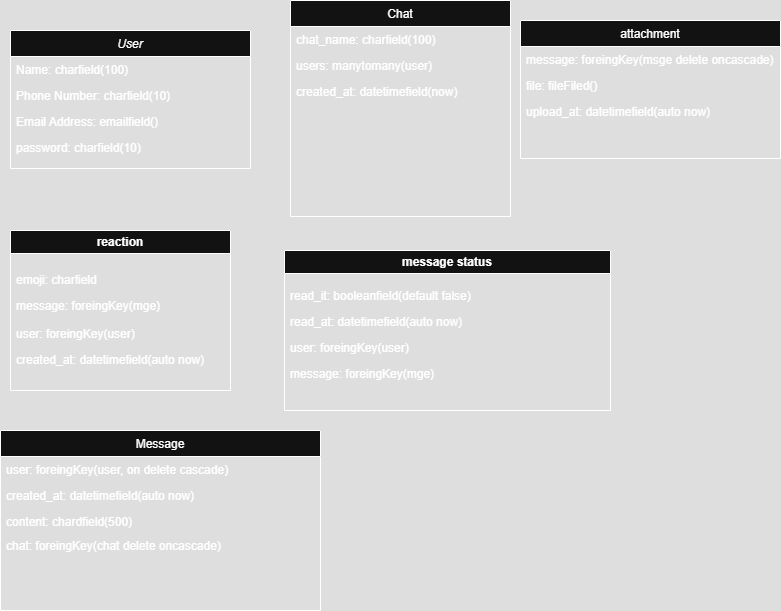 User
Name: charfield(100)
Phone Number: charfield(10)
Email Address: emailfield()
password: charfield(10)
Chat
chat_name: charfield(100)
users: manytomany(user)
created_at: datetimefield(now)
attachment
message: foreingKey(msge delete oncascade)
file: fileFiled()
upload_at: datetimefield(auto now)
reaction
emoji: charfield
message: foreingKey(mge)
user: foreingKey(user)
created_at: datetimefield(auto now)
message status
read_it: booleanfield(default false)
read_at: datetimefield(auto now)
user: foreingKey(user)
message: foreingKey(mge)
Message
user: foreingKey(user, on delete cascade)
created_at: datetimefield(auto now)
content: chardfield(500)
chat: foreingKey(chat delete oncascade)